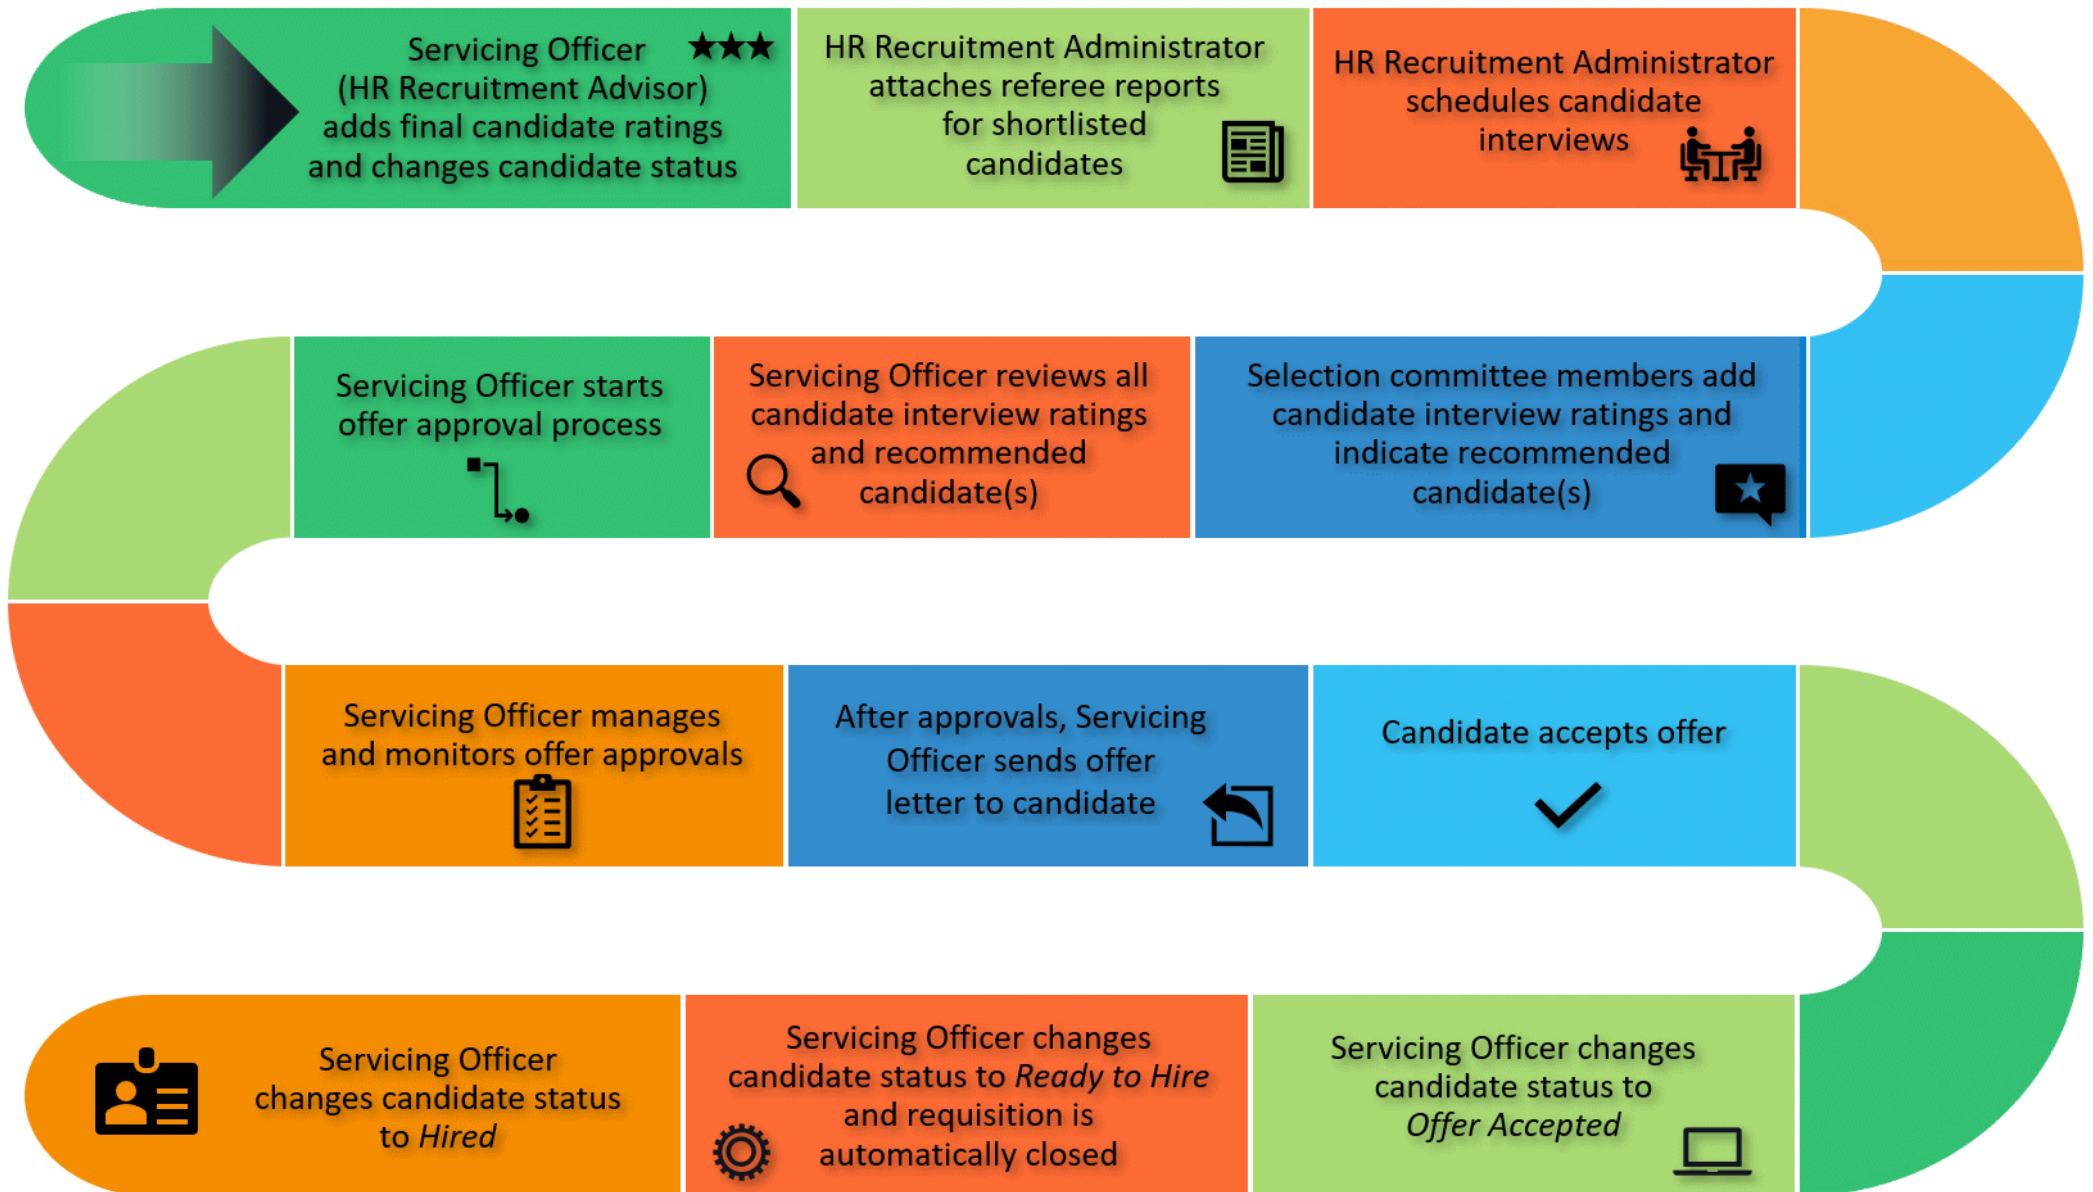 Servicing Officer
(HR Recruitment Advisor)
adds final candidate ratings
and changes candidate status
HR Recruitment Administrator
attaches referee reports
for shortlisted
candidates
HR Recruitment Administrator
schedules candidate
interviews
Selection committee members add
candidate interview ratings and
indicate recommended
candidate(s)
Servicing Officer reviews all
candidate interview ratings
and recommended
candidate(s)
Servicing Officer starts
offer approval process
Servicing Officer manages
and monitors offer approvals
After approvals, Servicing
Officer sends offer
letter to candidate
Candidate accepts offer
Servicing Officer changes
candidate status to
Offer Accepted
Servicing Officer changes
candidate status to Ready to Hire
and requisition is
automatically closed
Servicing Officer
changes candidate status
to Hired